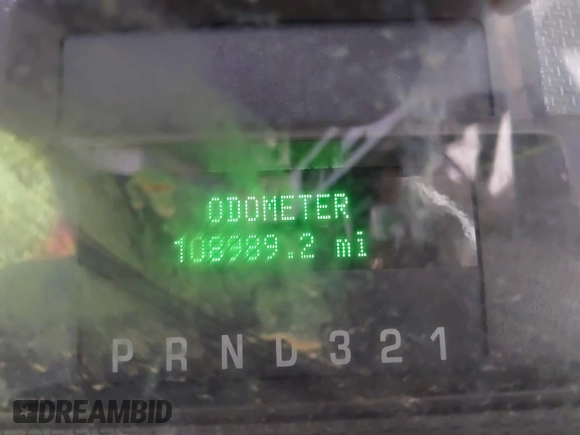 ODOMETER
108989.2 mi
P R N D 3 2 1
DREAMBID